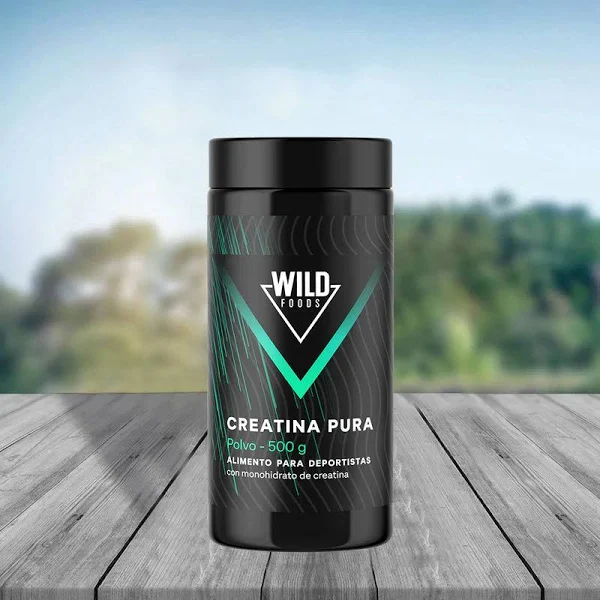 WILD
FOODS
CREATINA PURA
Polvo - 500 g
ALIMENTO PARA DEPORTISTAS
con monohidrato de creatina